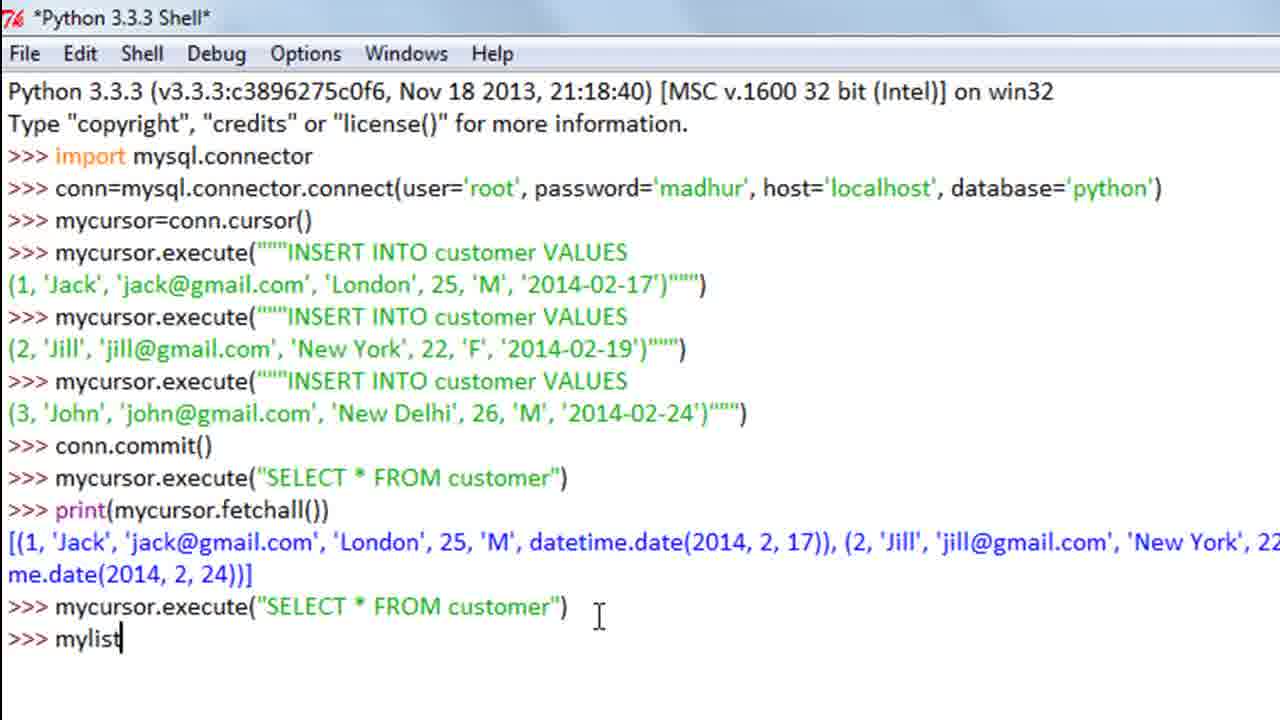 *Python 3.3.3 Shell*
File Edit Shell Debug Options Windows Help
Python 3.3.3 (v3.3.3:c3896275c0f6, Nov 18 2013, 21:18:40) [MSC v.1600 32 bit (Intel)] on win32
Type "copyright", "credits" or "license()" for more information.
>>> import mysql.connector
>>> conn=mysql.connector.connect(user='root', password='madhur', host='localhost', database='python')
>>> mycursor=conn.cursor()
>>> mycursor.execute("""INSERT INTO customer VALUES
(1, 'Jack', 'jack@gmail.com', 'London', 25, 'M', '2014-02-17')""")
>>> mycursor.execute("""INSERT INTO customer VALUES
(2, 'Jill', 'jill@gmail.com', 'New York', 22, 'F', '2014-02-19')""")
>>> mycursor.execute("""INSERT INTO customer VALUES
(3, 'John', 'john@gmail.com', 'New Delhi', 26, 'M', '2014-02-24')""")
>>> conn.commit()
>>> mycursor.execute("SELECT * FROM customer")
>>> print(mycursor.fetchall())
[(1, 'Jack', 'jack@gmail.com', 'London', 25, 'M', datetime.date(2014, 2, 17)), (2, 'Jill', 'jill@gmail.com', 'New York', 22
me.date(2014, 2, 24))]
>>> mycursor.execute("SELECT * FROM customer")
>>> mylist